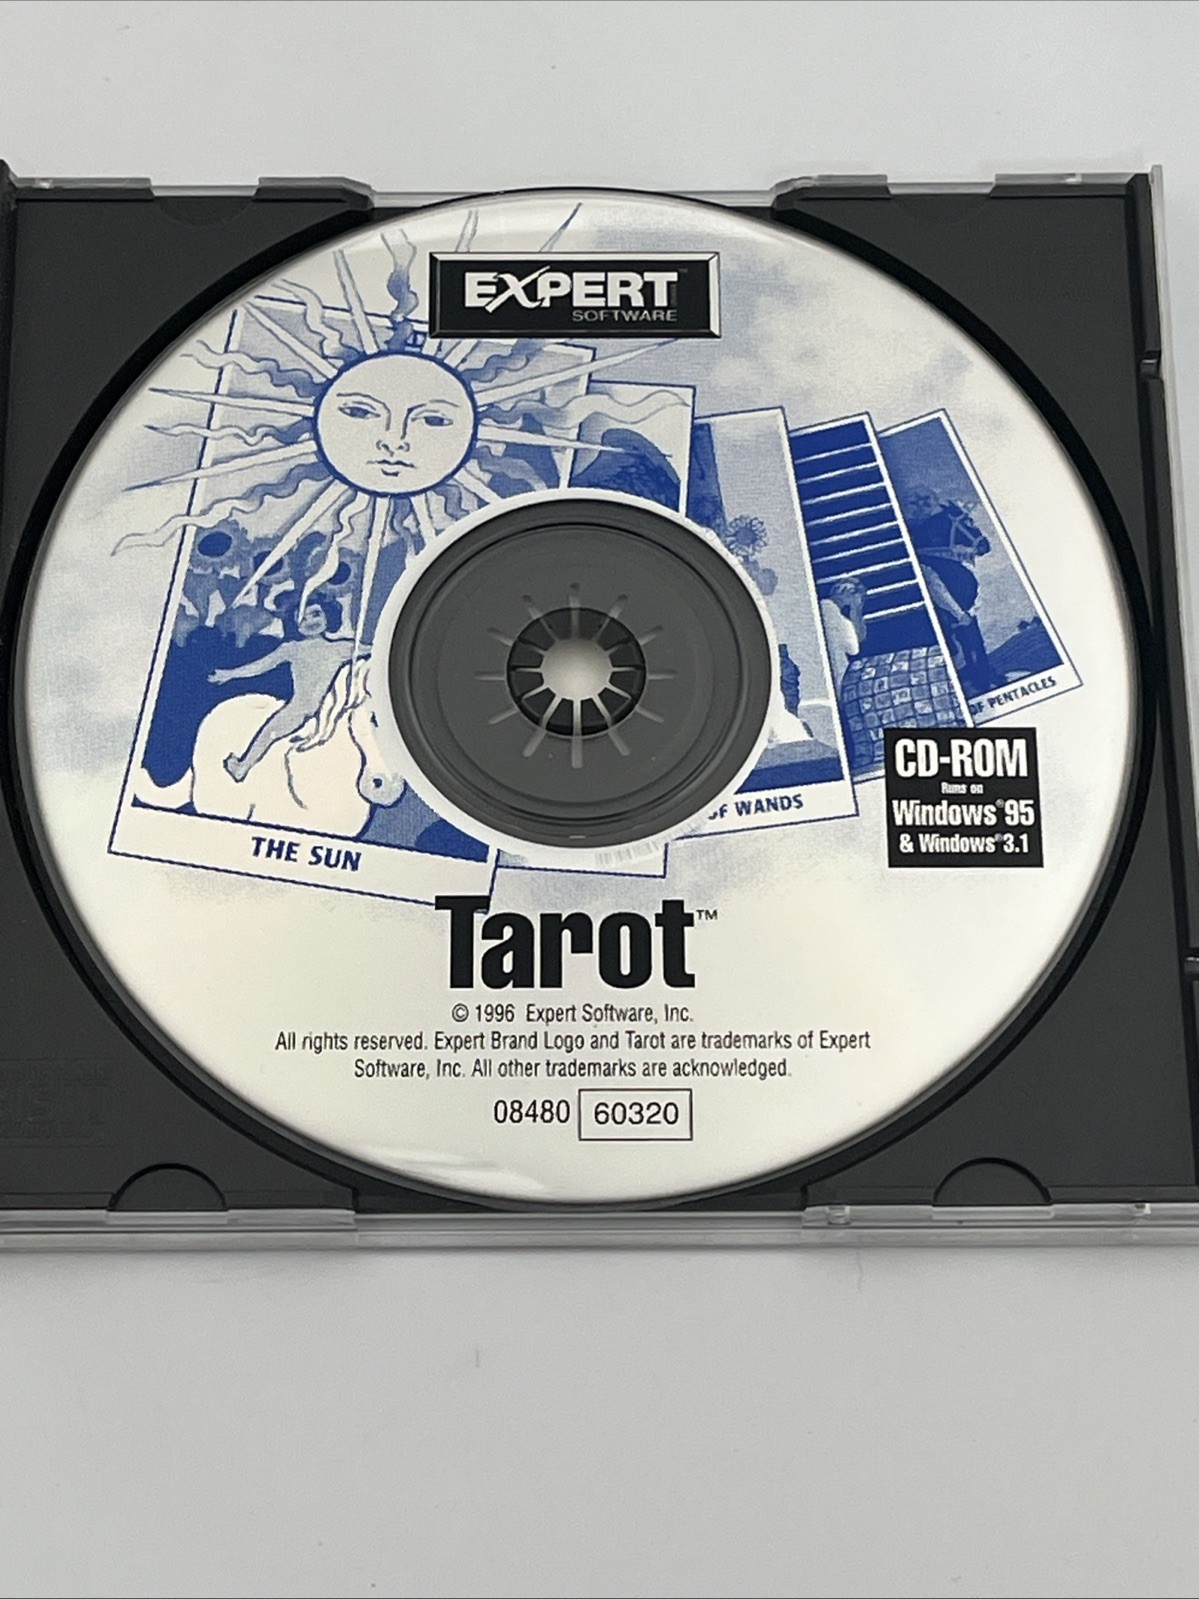 EXPERT™
SOFTWARE
OF PENTACLES
CD-ROM
Runs on
Windows®95
& Windows®3.1
OF WANDS
THE SUN
Tarot™
© 1996 Expert Software, Inc.
All rights reserved. Expert Brand Logo and Tarot are trademarks of Expert
Software, Inc. All other trademarks are acknowledged.
08480 60320